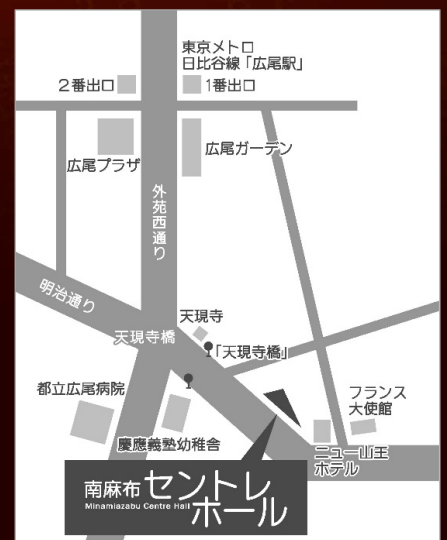 東京メトロ
日比谷線「広尾駅」
2番出口
1番出口
広尾プラザ
広尾ガーデン
外苑西通り
明治通り
天現寺
天現寺橋
「天現寺橋」
都立広尾病院
慶應義塾幼稚舎
フランス
大使館
ニュー山王
ホテル
南麻布セントレ
Minamiazabu Centre Hall
ホール